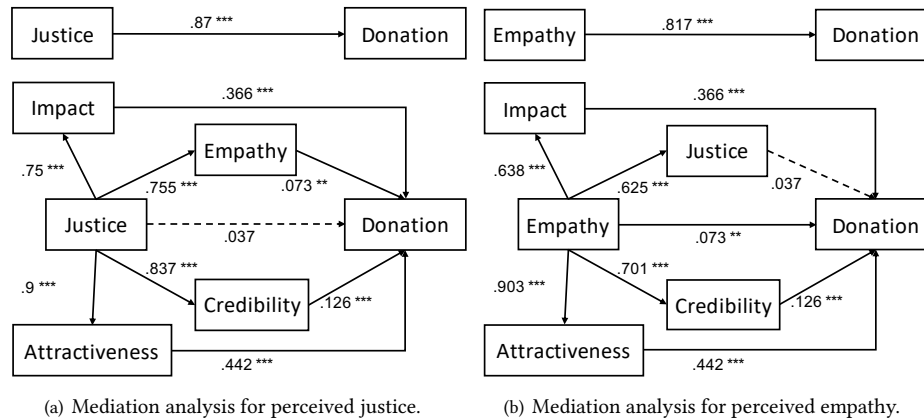 Justice
.87 ***
Donation
Impact
.366 ***
Empathy
.75 ***
.755 ***
.073 **
Justice
.037
Donation
.837 ***
.9 ***
Credibility
.126 ***
Attractiveness
.442 ***
(a) Mediation analysis for perceived justice.
Empathy
.817 ***
Donation
Impact
.366 ***
Justice
.638 ***
.625 ***
.037
Empathy
.073 **
Donation
.701 ***
.903 ***
Credibility
.126 ***
Attractiveness
.442 ***
(b) Mediation analysis for perceived empathy.